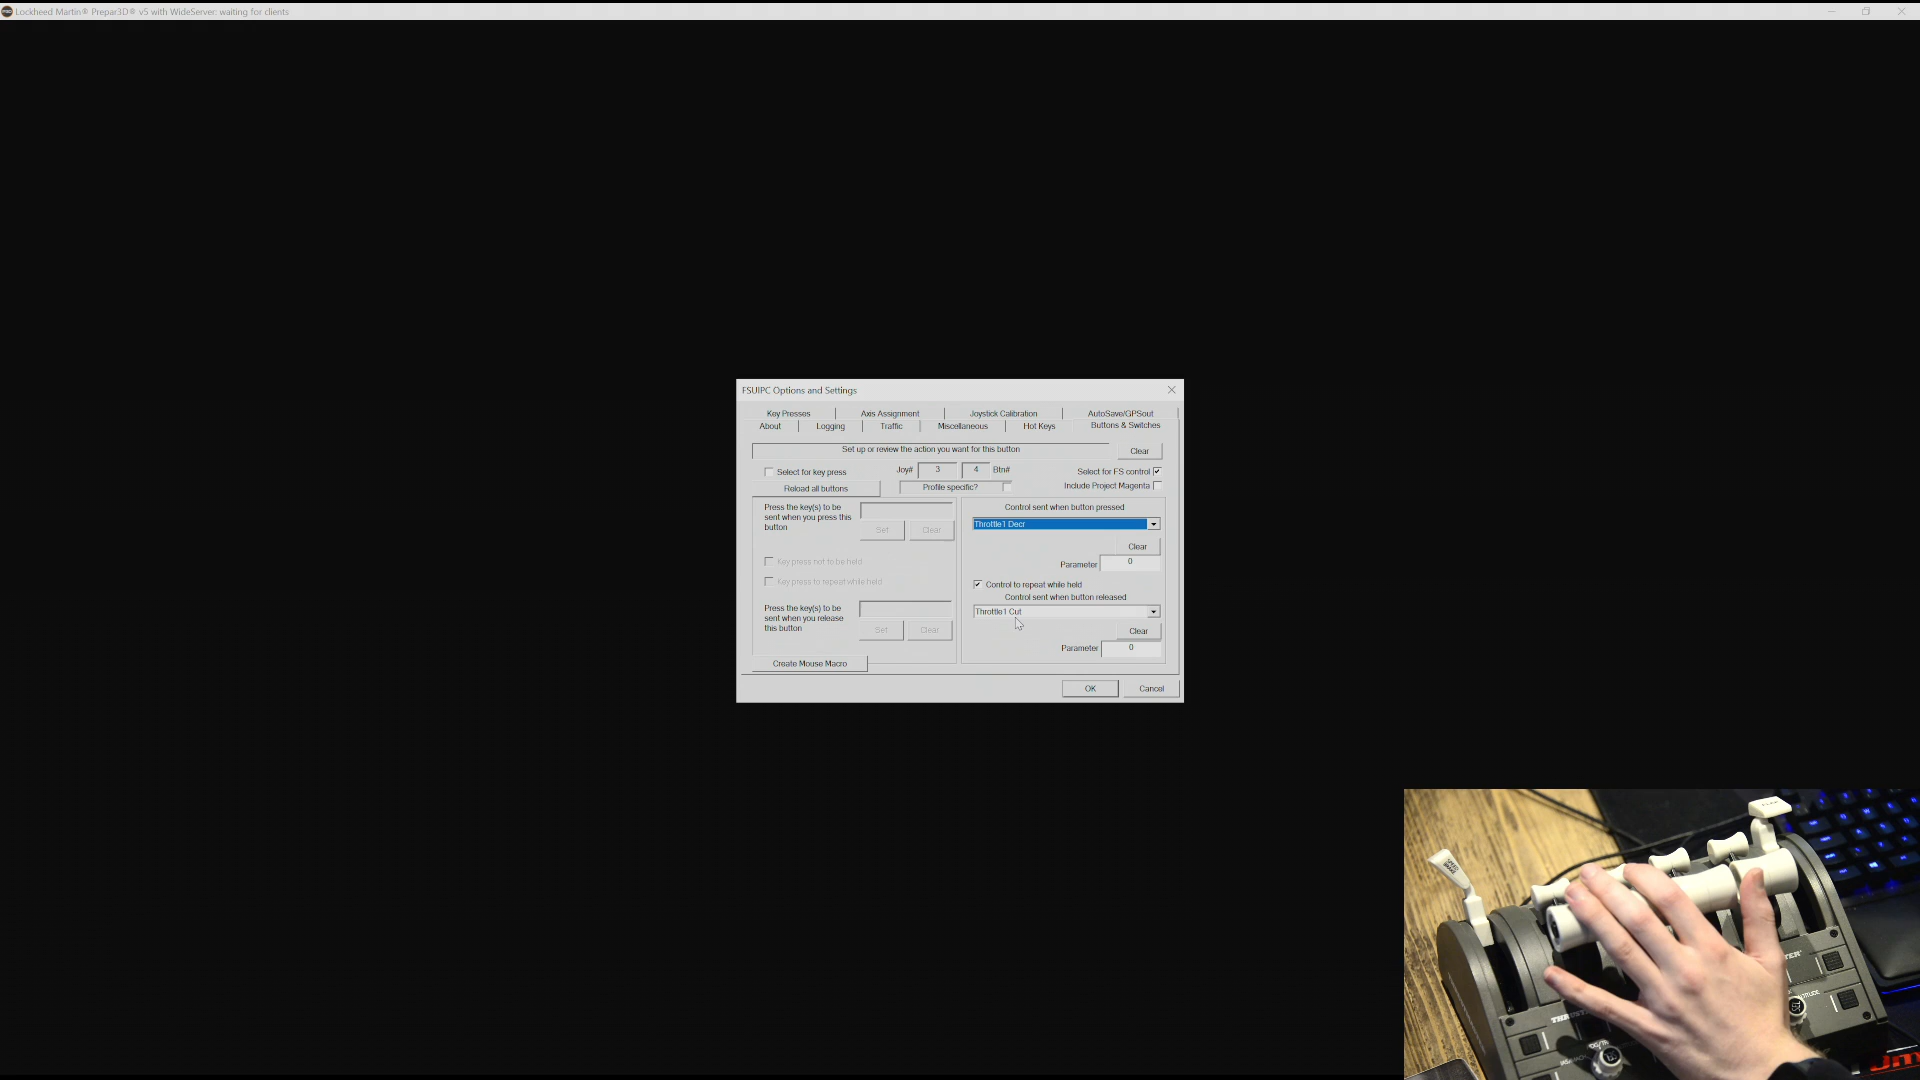 Lockheed Martin® Prepar3D® v5 with WideServer: waiting for clients
FSUIPC Options and Settings
Key Presses Axis Assignment Joystick Calibration AutoSave/GPSout
About Logging Traffic Miscellaneous Hot Keys Buttons & Switches
Set up or review the action you want for this button Clear
Select for key press Joy# 3 4 Btn# Select for FS control
Reload all buttons Profile specific? Include Project Magenta
Press the key(s) to be
sent when you press this
button
Set Clear
Key press not to be held
Key press to repeat while held
Press the key(s) to be
sent when you release
this button
Set Clear
Create Mouse Macro
Control sent when button pressed
Throttle1 Decr
Clear
Parameter 0
Control to repeat while held
Control sent when button released
Throttle1 Cut
Clear
Parameter 0
OK Cancel